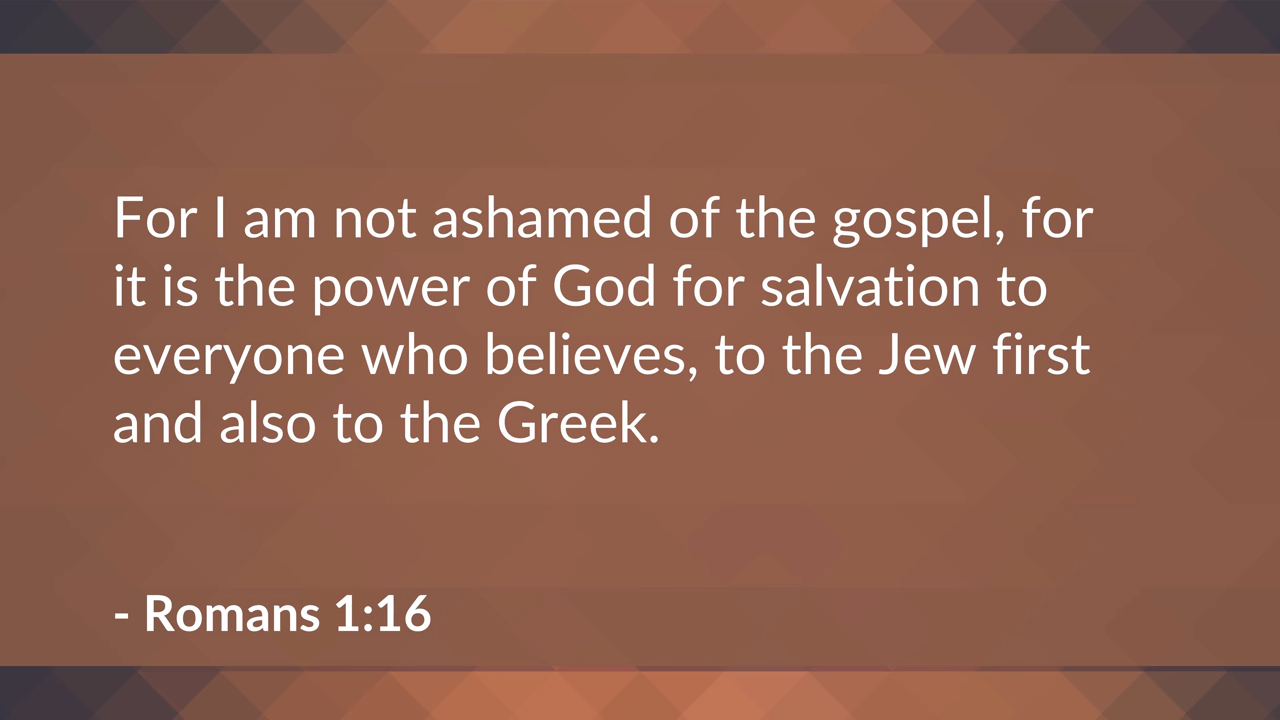 For I am not ashamed of the gospel, for
it is the power of God for salvation to
everyone who believes, to the Jew first
and also to the Greek.
- Romans 1:16